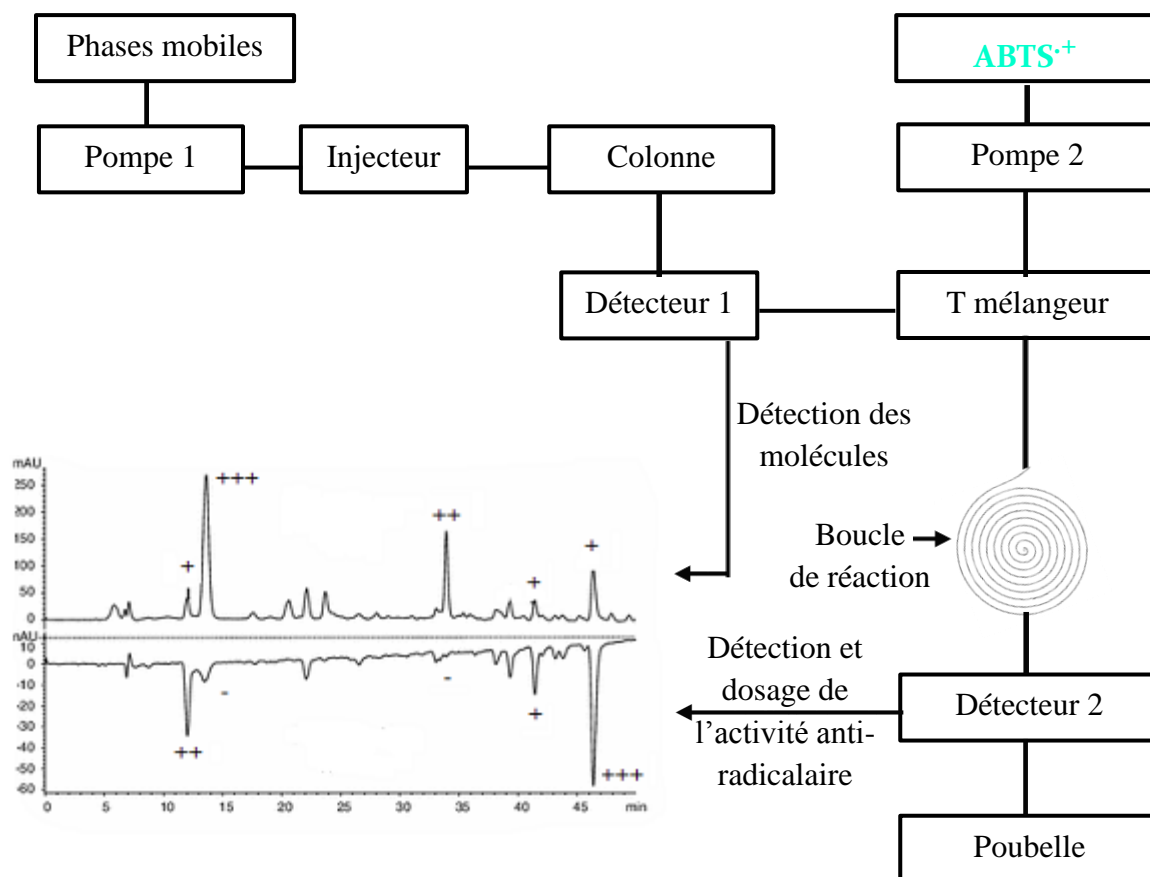 Phases mobiles
ABTS·+
Pompe 1
Injecteur
Colonne
Pompe 2
Détecteur 1
T mélangeur
Détection des
molécules
Boucle
de réaction
mAU
250
200
150
100
50
0
+++
++
+
+
+
nAU
10
0
-10
-20
-30
-40
-50
-60
-
-
++
+
+++
0
5
10
15
20
25
30
35
40
45
min
Détection et
dosage de
l’activité anti-
radicalaire
Détecteur 2
Poubelle